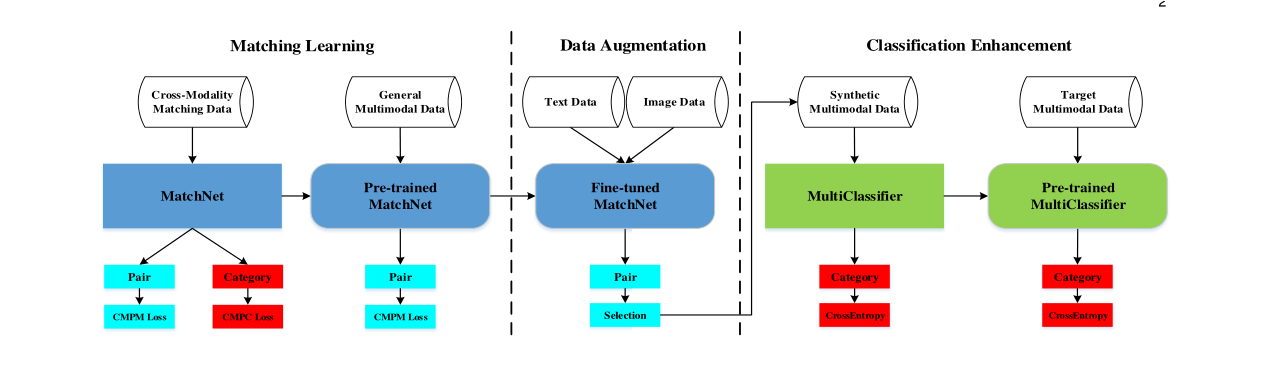 2
Matching Learning
Data Augmentation
Classification Enhancement
Cross-Modality
Matching Data
General
Multimodal Data
Text Data
Image Data
Synthetic
Multimodal Data
Target
Multimodal Data
MatchNet
Pre-trained
MatchNet
Fine-tuned
MatchNet
MultiClassifier
Pre-trained
MultiClassifier
Pair
Category
Pair
Pair
Category
Category
CMPM Loss
CMPC Loss
CMPM Loss
Selection
CrossEntropy
CrossEntropy